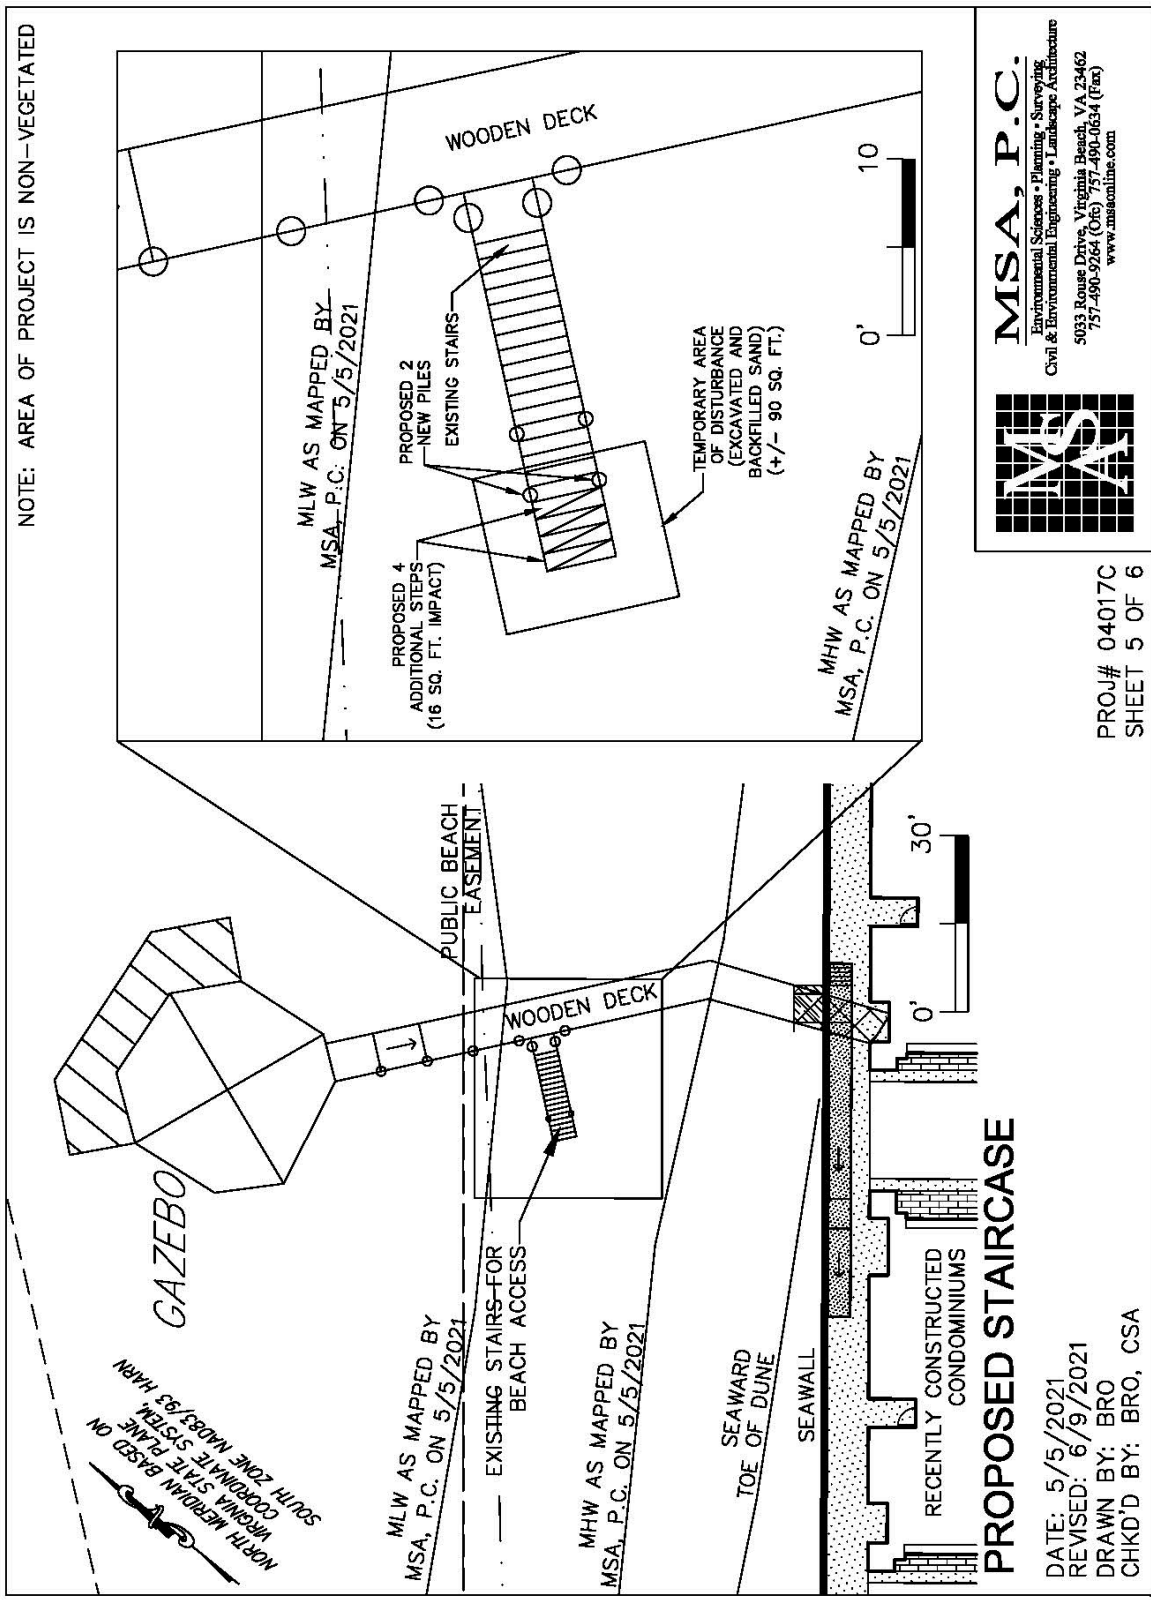 NOTE: AREA OF PROJECT IS NON-VEGETATED
WOODEN DECK
MLW AS MAPPED BY
MSA, P.C. ON 5/5/2021
PROPOSED 2
NEW PILES
EXISTING STAIRS
PROPOSED 4
ADDITIONAL STEPS
(16 SQ. FT. IMPACT)
TEMPORARY AREA
OF DISTURBANCE
(EXCAVATED AND
BACKFILLED SAND)
(+/- 90 SQ. FT.)
MHW AS MAPPED BY
MSA, P.C. ON 5/5/2021
0' 10
NORTH MERIDIAN BASED ON
VIRGINIA STATE PLANE
COORDINATE SYSTEM,
SOUTH ZONE NAD83/93 HARN
GAZEBO
PUBLIC BEACH
EASEMENT
WOODEN DECK
MLW AS MAPPED BY
MSA, P.C. ON 5/5/2021
EXISTING STAIRS FOR
BEACH ACCESS
MHW AS MAPPED BY
MSA, P.C. ON 5/5/2021
SEAWARD
TOE OF DUNE
SEAWALL
RECENTLY CONSTRUCTED
CONDOMINIUMS
0' 30'
PROPOSED STAIRCASE
DATE: 5/5/2021
REVISED: 6/9/2021
DRAWN BY: BRO
CHKD'D BY: BRO, CSA
PROJ# 04017C
SHEET 5 OF 6
MSA
MSA, P.C.
Environmental Sciences • Planning • Surveying
Civil & Environmental Engineering • Landscape Architecture
5033 Rouse Drive, Virginia Beach, VA 23462
757-490-9264 (Ofc) 757-490-0634 (Fax)
www.msaonline.com